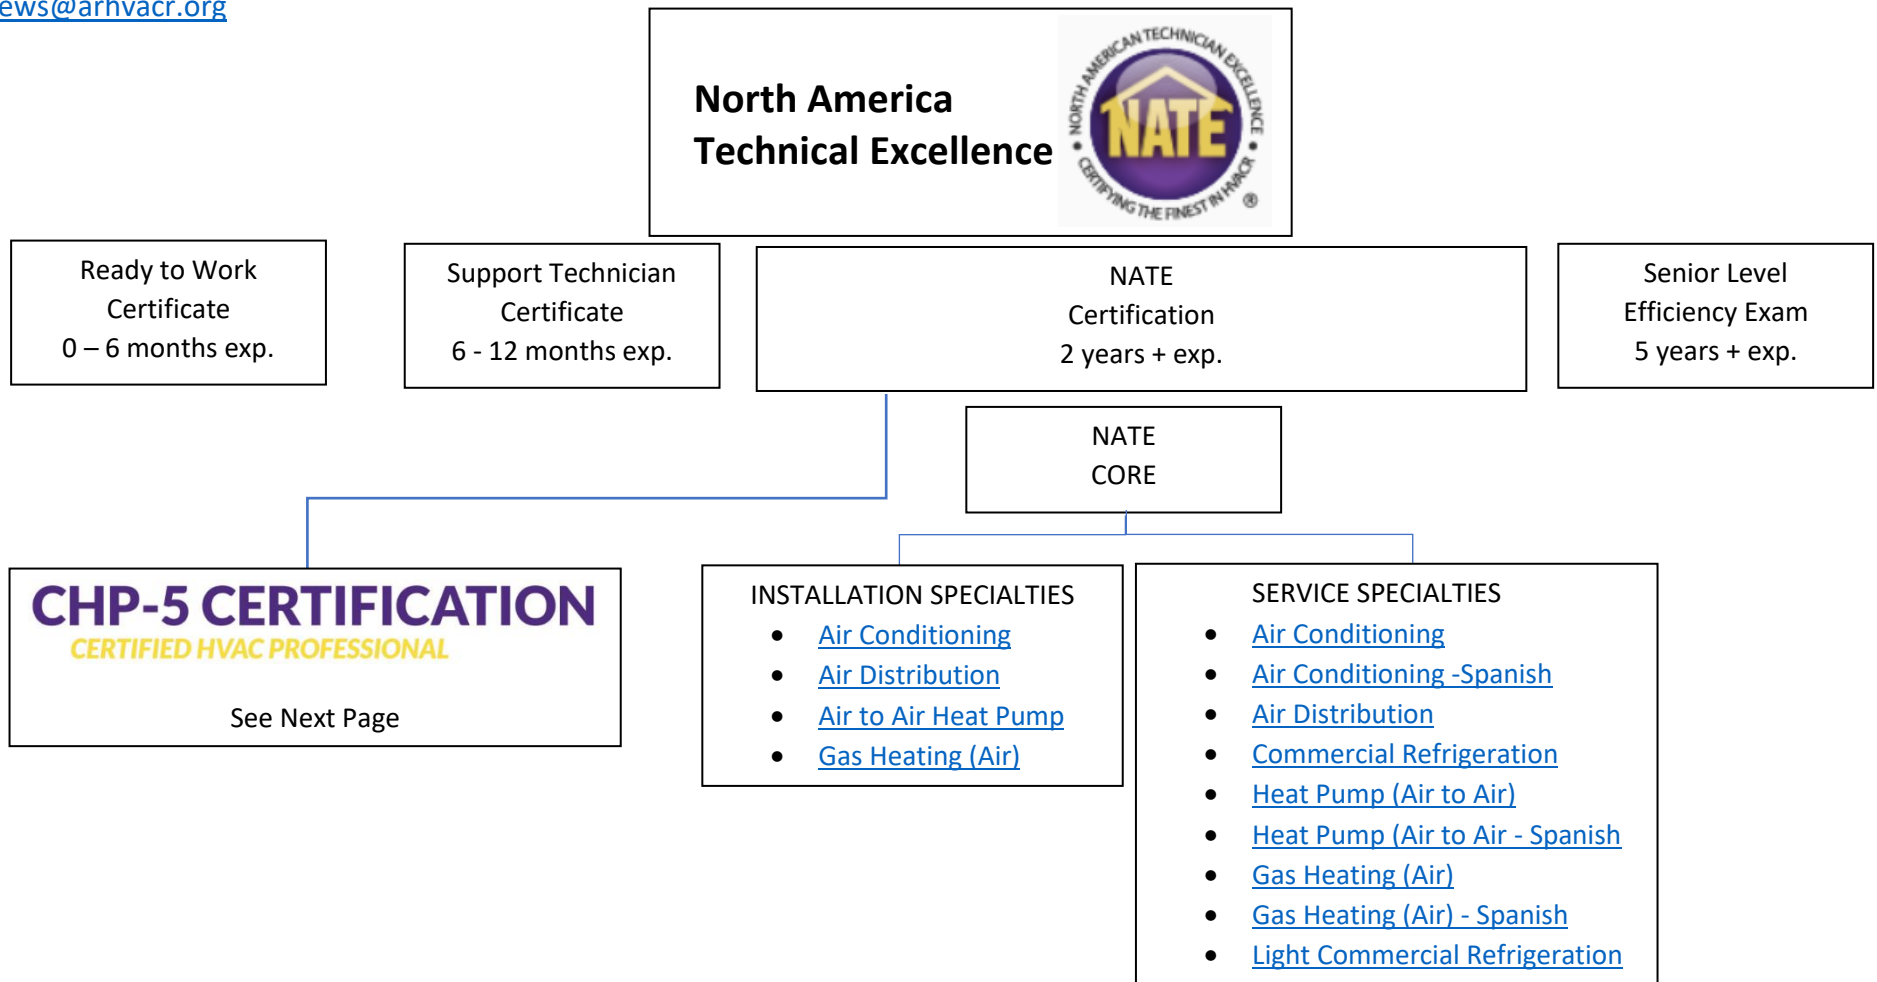 ews@arhvacr.org
North America
Technical Excellence
NORTH AMERICAN TECHNICIAN EXCELLENCE
NATE
CERTIFYING THE FINEST IN HVACR
®
Ready to Work
Certificate
0 – 6 months exp.
Support Technician
Certificate
6 - 12 months exp.
NATE
Certification
2 years + exp.
Senior Level
Efficiency Exam
5 years + exp.
NATE
CORE
CHP-5 CERTIFICATION
CERTIFIED HVAC PROFESSIONAL
See Next Page
INSTALLATION SPECIALTIES
• Air Conditioning
• Air Distribution
• Air to Air Heat Pump
• Gas Heating (Air)
SERVICE SPECIALTIES
• Air Conditioning
• Air Conditioning -Spanish
• Air Distribution
• Commercial Refrigeration
• Heat Pump (Air to Air)
• Heat Pump (Air to Air - Spanish
• Gas Heating (Air)
• Gas Heating (Air) - Spanish
• Light Commercial Refrigeration